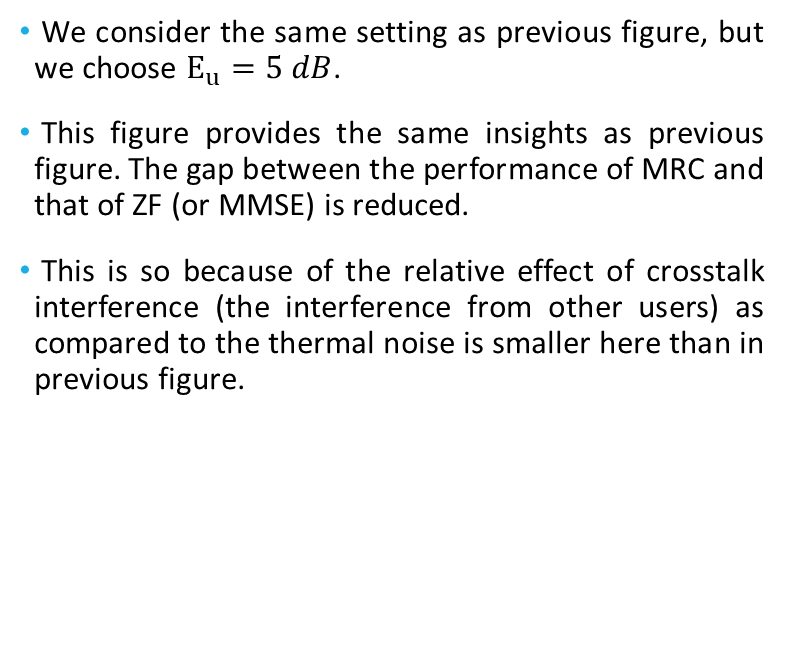 • We consider the same setting as previous figure, but
we choose Eᵤ = 5 dB.
• This figure provides the same insights as previous
figure. The gap between the performance of MRC and
that of ZF (or MMSE) is reduced.
• This is so because of the relative effect of crosstalk
interference (the interference from other users) as
compared to the thermal noise is smaller here than in
previous figure.